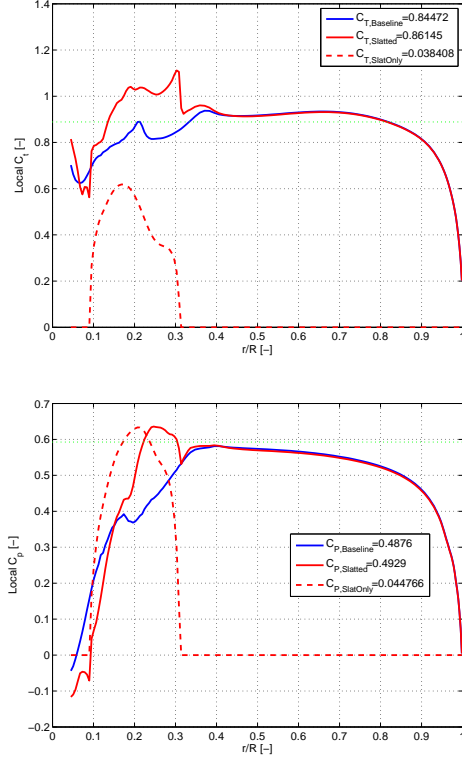 1.4
1.2
1
0.8
0.6
0.4
0.2
0
Local C_t [−]
C_T,Baseline=0.84472
C_T,Slatted=0.86145
C_T,SlatOnly=0.038408
0 0.1 0.2 0.3 0.4 0.5 0.6 0.7 0.8 0.9 1
r/R [−]
0.7
0.6
0.5
0.4
0.3
0.2
0.1
0
−0.1
−0.2
Local C_p [−]
C_P,Baseline=0.4876
C_P,Slatted=0.4929
C_P,SlatOnly=0.044766
0 0.1 0.2 0.3 0.4 0.5 0.6 0.7 0.8 0.9 1
r/R [−]